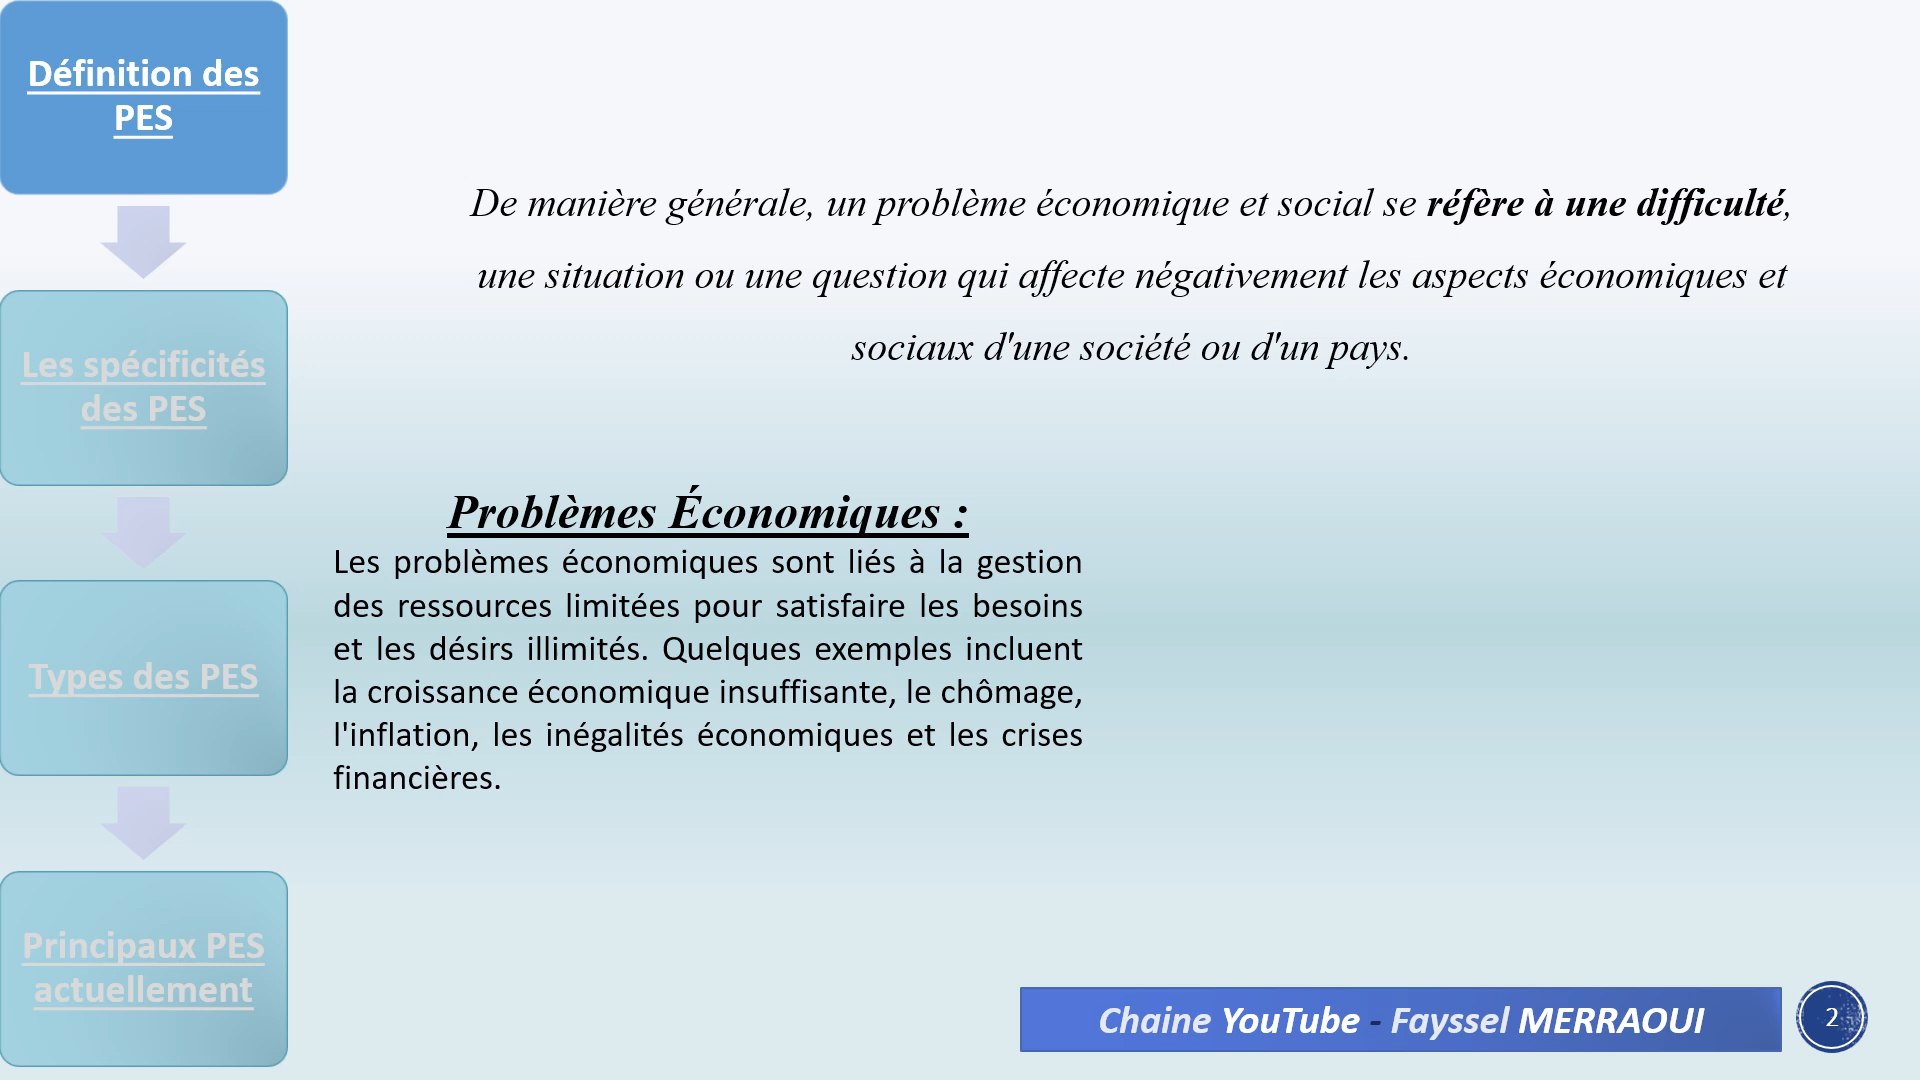 Définition des
PES
Les spécificités
des PES
Types des PES
Principaux PES
actuellement
De manière générale, un problème économique et social se réfère à une difficulté,
une situation ou une question qui affecte négativement les aspects économiques et
sociaux d'une société ou d'un pays.
Problèmes Économiques :
Les problèmes économiques sont liés à la gestion
des ressources limitées pour satisfaire les besoins
et les désirs illimités. Quelques exemples incluent
la croissance économique insuffisante, le chômage,
l'inflation, les inégalités économiques et les crises
financières.
Chaine YouTube - Fayssel MERRAOUI
2